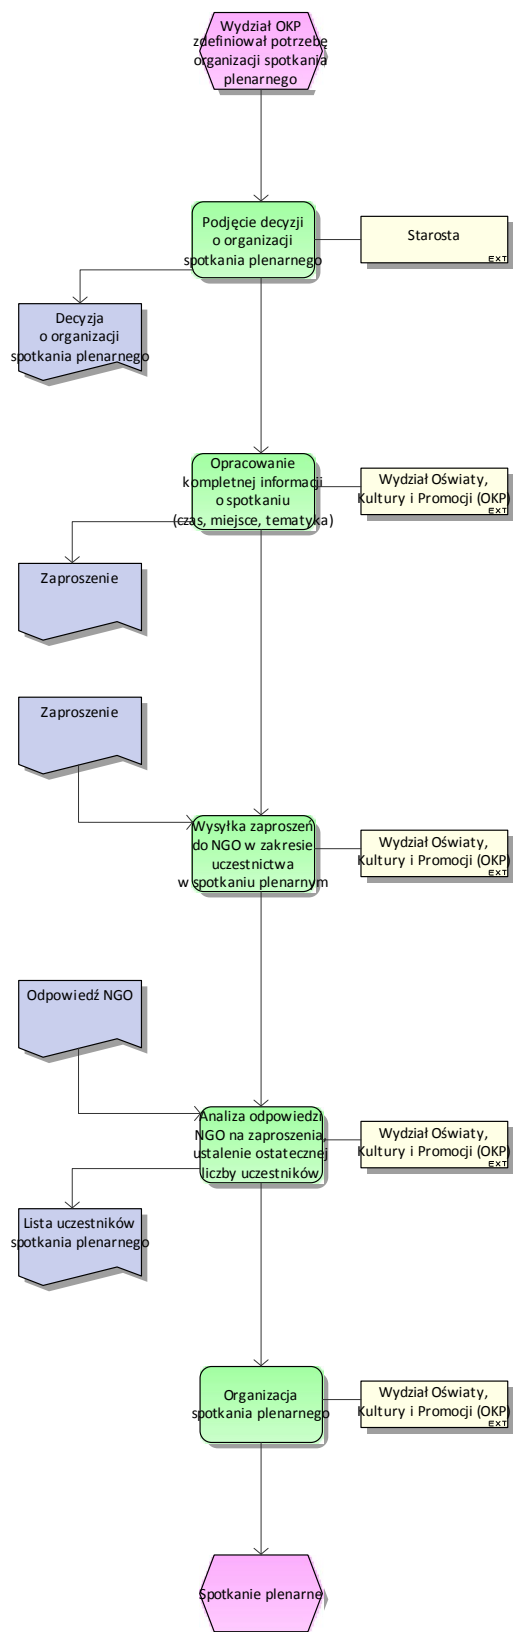 Wydział OKP
zdefiniował potrzebę
organizacji spotkania
plenarnego
Podjęcie decyzji
o organizacji
spotkania plenarnego
Starosta
EXT
Decyzja
o organizacji
spotkania plenarnego
Opracowanie
kompletnej informacji
o spotkaniu
(czas, miejsce, tematyka)
Wydział Oświaty,
Kultury i Promocji (OKP)
EXT
Zaproszenie
Zaproszenie
Wysyłka zaproszeń
do NGO w zakresie
uczestnictwa
w spotkaniu plenarnym
Wydział Oświaty,
Kultury i Promocji (OKP)
EXT
Odpowiedź NGO
Analiza odpowiedzi
NGO na zaproszenia,
ustalenie ostatecznej
liczby uczestników
Wydział Oświaty,
Kultury i Promocji (OKP)
EXT
Lista uczestników
spotkania plenarnego
Organizacja
spotkania plenarnego
Wydział Oświaty,
Kultury i Promocji (OKP)
EXT
Spotkanie plenarne